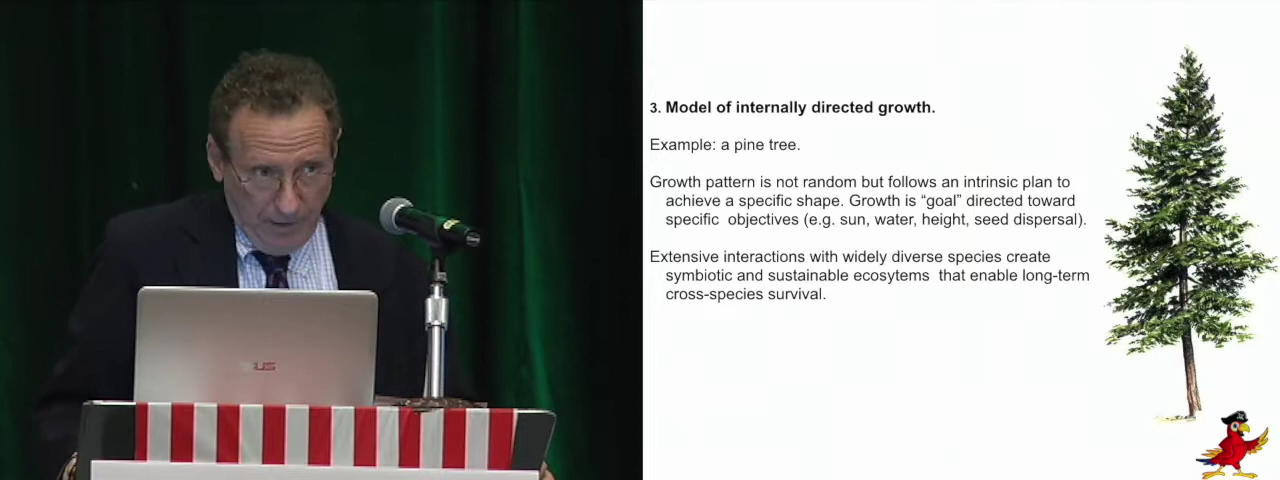 3. Model of internally directed growth.
Example: a pine tree.
Growth pattern is not random but follows an intrinsic plan to
achieve a specific shape. Growth is “goal” directed toward
specific objectives (e.g. sun, water, height, seed dispersal).
Extensive interactions with widely diverse species create
symbiotic and sustainable ecosytems that enable long-term
cross-species survival.